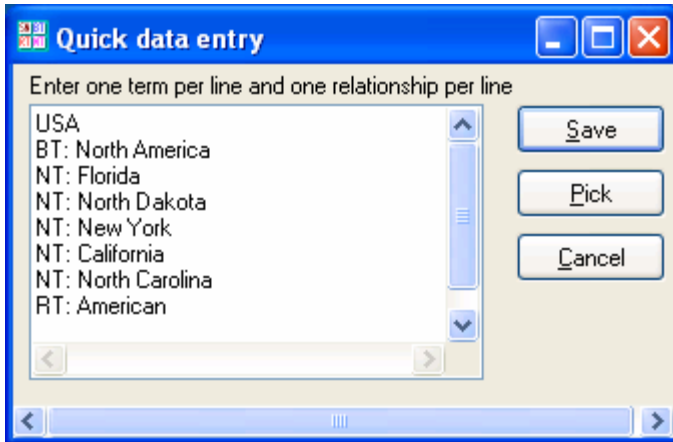 Quick data entry
Enter one term per line and one relationship per line
USA
BT: North America
NT: Florida
NT: North Dakota
NT: New York
NT: California
NT: North Carolina
RT: American
Save
Pick
Cancel